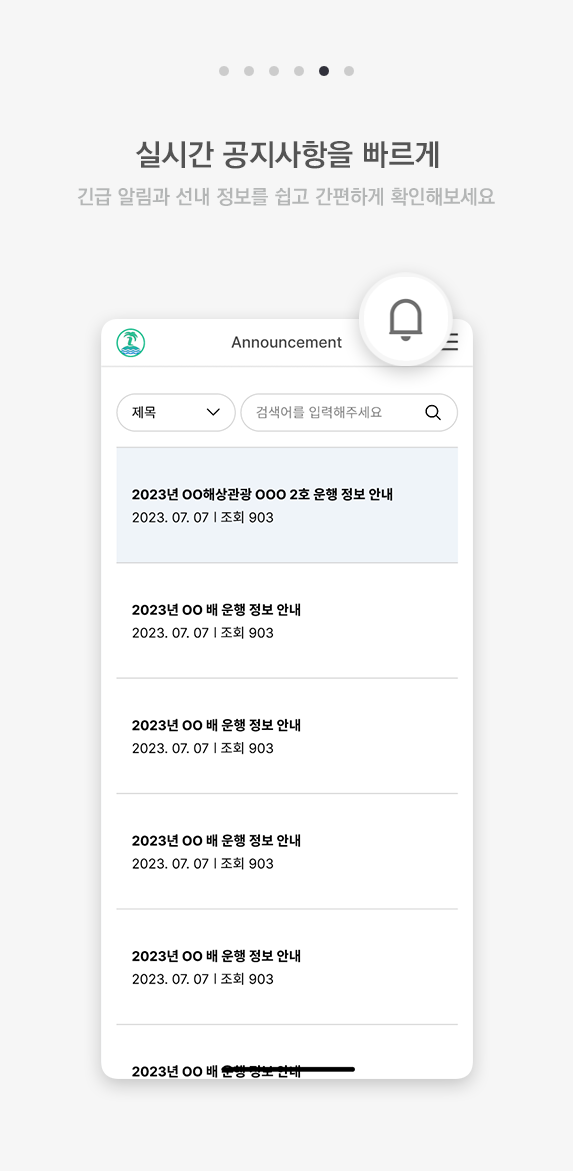 실시간 공지사항을 빠르게
긴급 알림과 선내 정보를 쉽고 간편하게 확인해보세요
Announcement
제목
검색어를 입력해주세요
2023년 OO해상관광 OOO 2호 운행 정보 안내
2023. 07. 07 | 조회 903
2023년 OO 배 운행 정보 안내
2023. 07. 07 | 조회 903
2023년 OO 배 운행 정보 안내
2023. 07. 07 | 조회 903
2023년 OO 배 운행 정보 안내
2023. 07. 07 | 조회 903
2023년 OO 배 운행 정보 안내
2023. 07. 07 | 조회 903
2023년 OO 배 운행 정보 안내